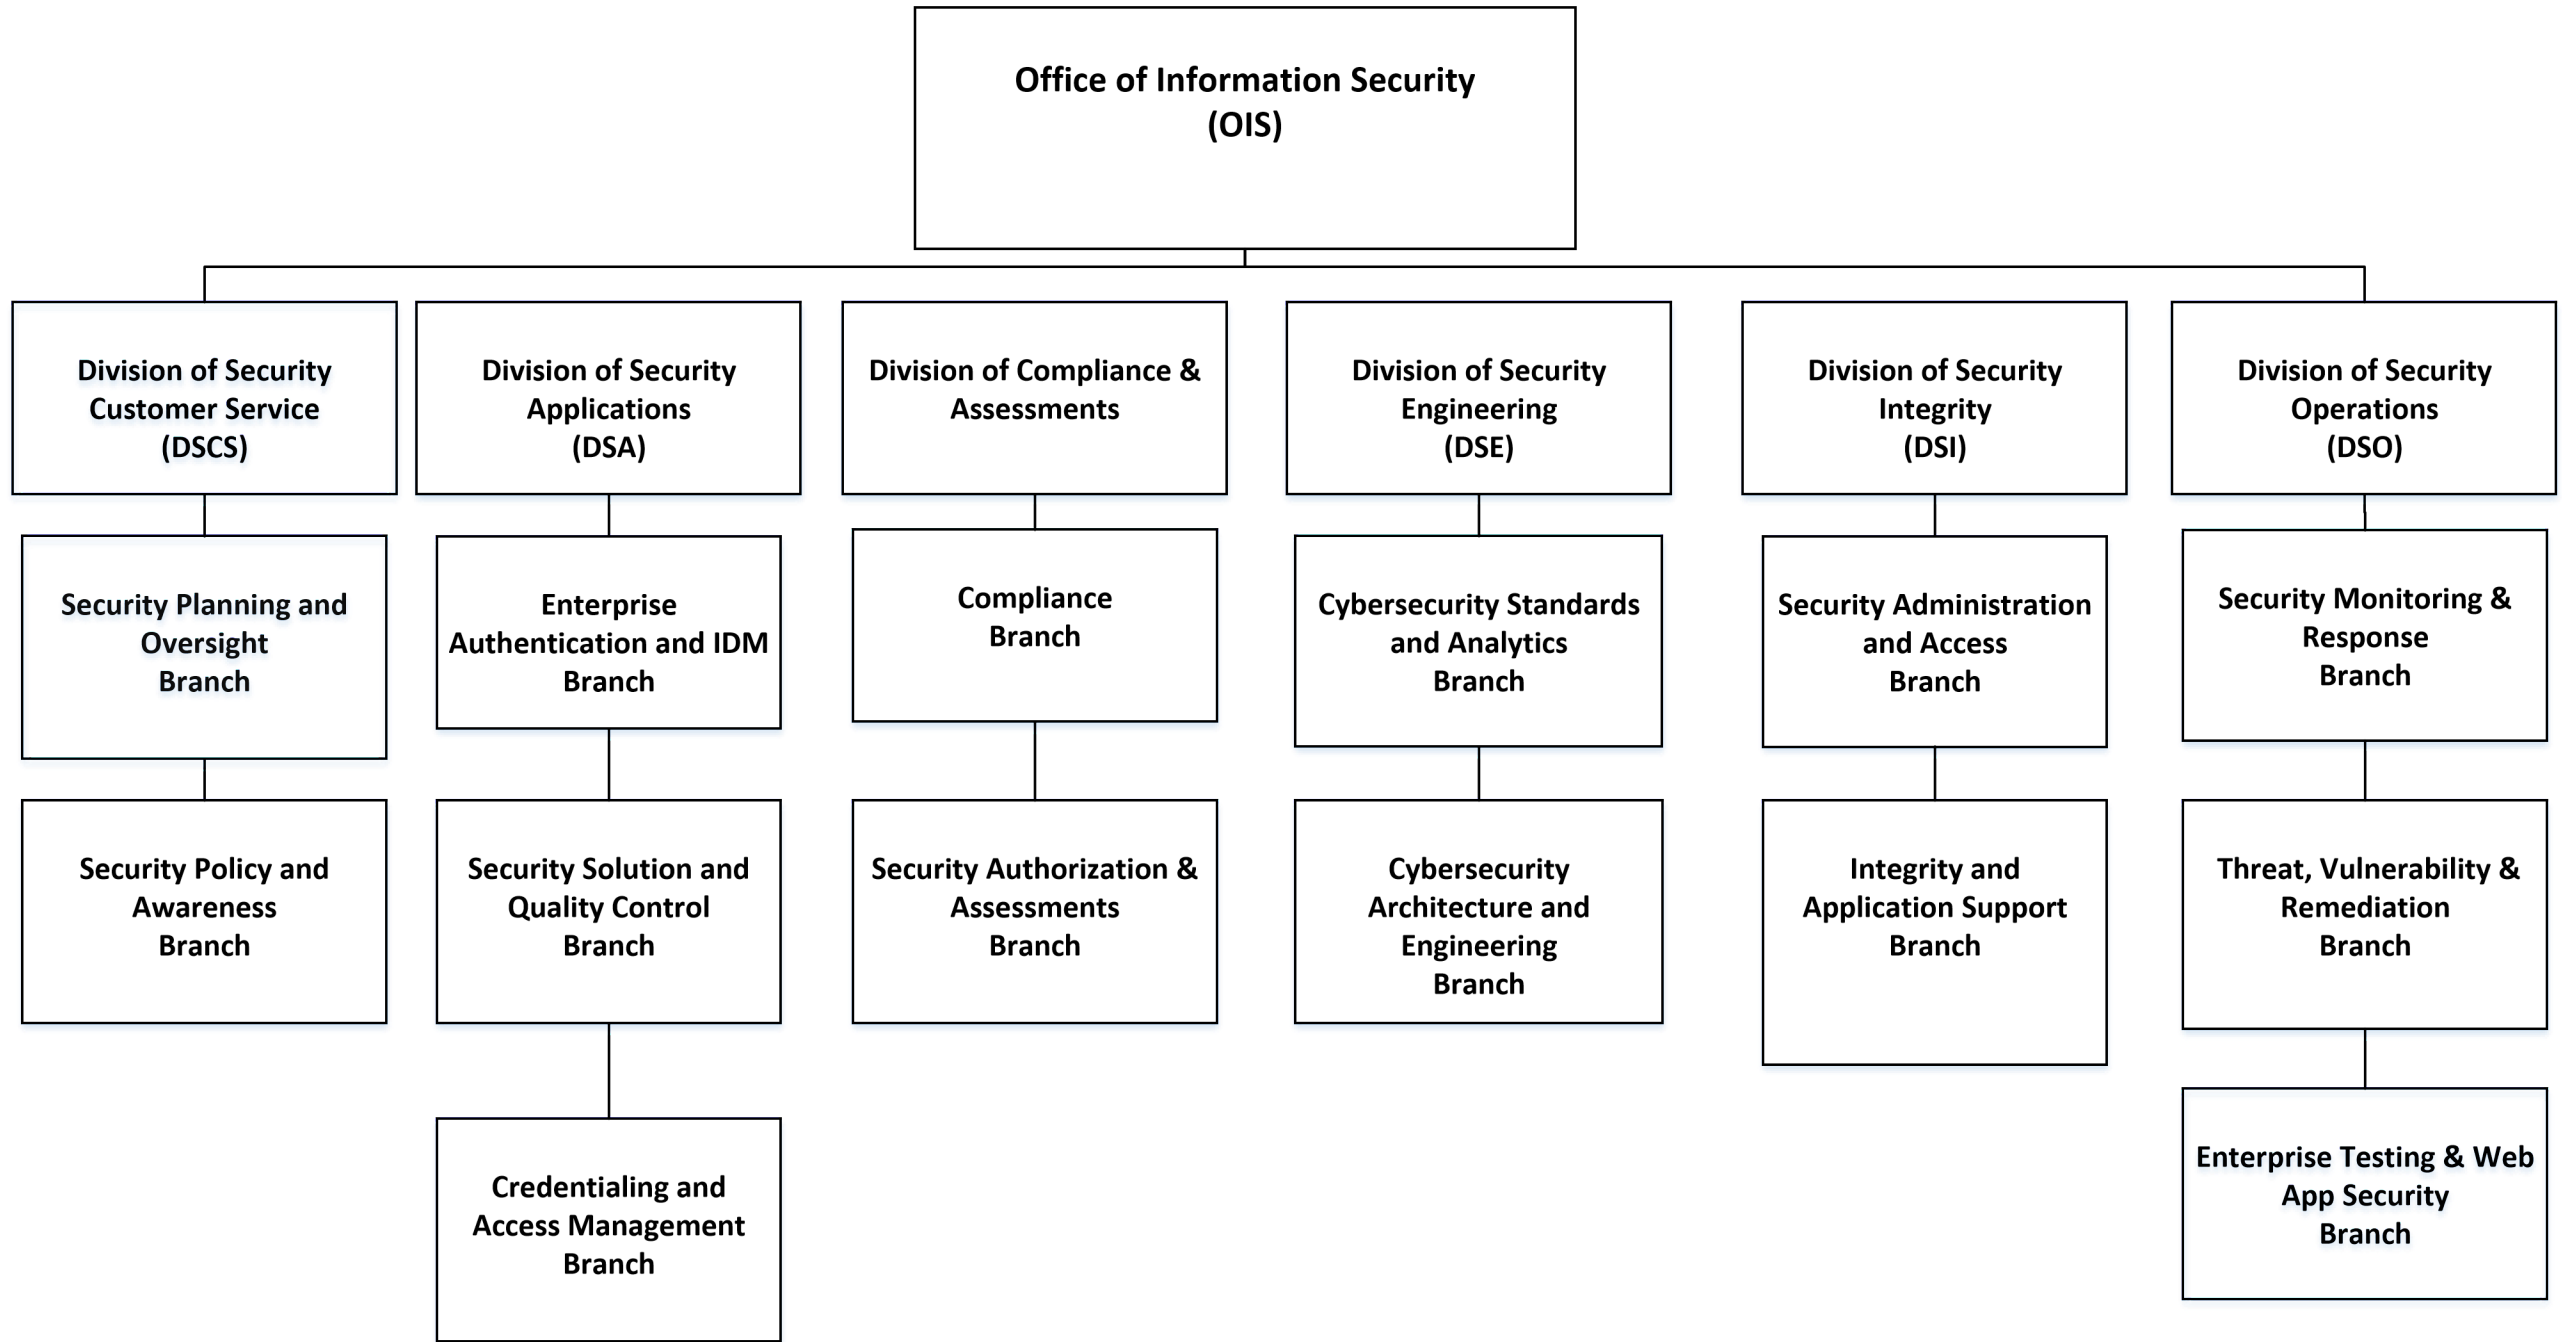 Office of Information Security
(OIS)
Division of Security
Customer Service
(DSCS)
Division of Security
Applications
(DSA)
Division of Compliance &
Assessments
Division of Security
Engineering
(DSE)
Division of Security
Integrity
(DSI)
Division of Security
Operations
(DSO)
Security Planning and
Oversight
Branch
Enterprise
Authentication and IDM
Branch
Compliance
Branch
Cybersecurity Standards
and Analytics
Branch
Security Administration
and Access
Branch
Security Monitoring &
Response
Branch
Security Policy and
Awareness
Branch
Security Solution and
Quality Control
Branch
Security Authorization &
Assessments
Branch
Cybersecurity
Architecture and
Engineering
Branch
Integrity and
Application Support
Branch
Threat, Vulnerability &
Remediation
Branch
Credentialing and
Access Management
Branch
Enterprise Testing & Web
App Security
Branch